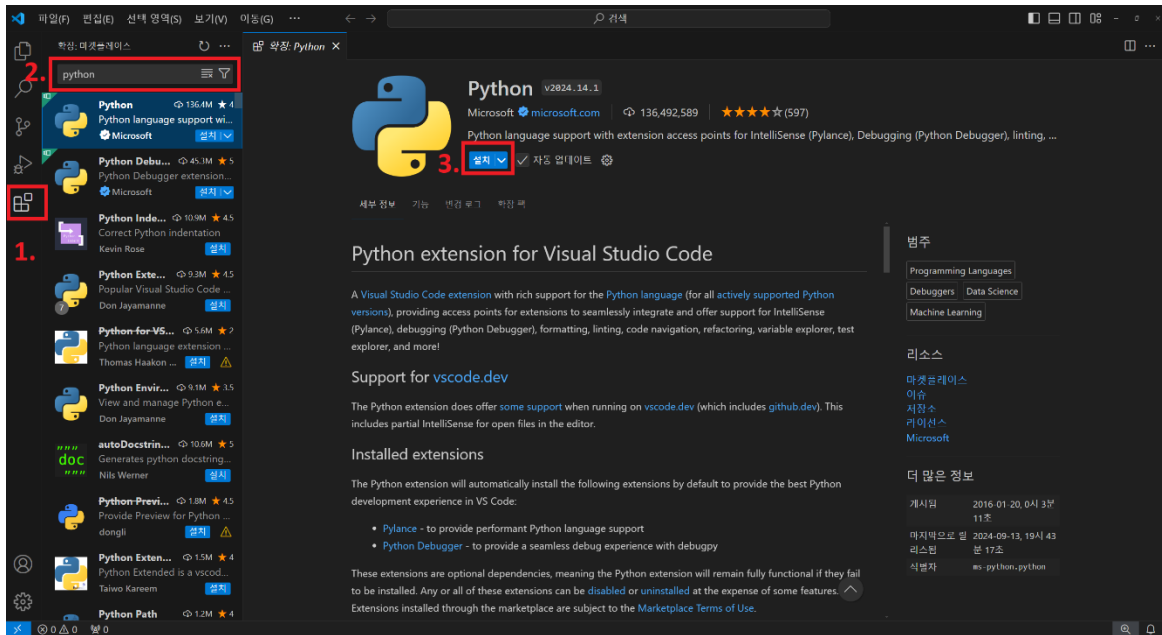 파일(F) 편집(E) 선택 영역(S) 보기(V) 이동(G) ···
검색
확장: 마켓플레이스
확장: Python
2.
python
Python 136.4M ★ 4
Python language support wi...
Microsoft 설치
Python Debu... 45.3M ★ 5
Python Debugger extension...
Microsoft 설치
1.
Python Inde... 10.9M ★ 4.5
Correct Python indentation
Kevin Rose 설치
Python Exte... 9.3M ★ 4.5
Popular Visual Studio Code ...
7
Don Jayamanne 설치
Python for VS... 5.6M ★ 2
Python language extension ...
Thomas Haakon ... 설치
Python Envir... 9.1M ★ 3.5
View and manage Python e...
Don Jayamanne 설치
"""
doc
"""
autoDocstrin... 10.6M ★ 5
Generates python docstring...
Nils Werner 설치
Python Previ... 1.8M ★ 4.5
Provide Preview for Python ...
dongli 설치
Python Exten... 1.5M ★ 4
Python Extended is a vscod...
Taiwo Kareem 설치
Python Path 1.2M ★ 4
Python v2024.14.1
Microsoft microsoft.com 136,492,589 ★★★★☆(597)
Python language support with extension access points for IntelliSense (Pylance), Debugging (Python Debugger), linting, ...
3.
설치 자동 업데이트
세부 정보 기능 변경 로그 확장 팩
Python extension for Visual Studio Code
A Visual Studio Code extension with rich support for the Python language (for all actively supported Python
versions), providing access points for extensions to seamlessly integrate and offer support for IntelliSense
(Pylance), debugging (Python Debugger), formatting, linting, code navigation, refactoring, variable explorer, test
explorer, and more!
Support for vscode.dev
The Python extension does offer some support when running on vscode.dev (which includes github.dev). This
includes partial IntelliSense for open files in the editor.
Installed extensions
The Python extension will automatically install the following extensions by default to provide the best Python
development experience in VS Code:
• Pylance - to provide performant Python language support
• Python Debugger - to provide a seamless debug experience with debugpy
These extensions are optional dependencies, meaning the Python extension will remain fully functional if they fail
to be installed. Any or all of these extensions can be disabled or uninstalled at the expense of some features.
Extensions installed through the marketplace are subject to the Marketplace Terms of Use.
범주
Programming Languages
Debuggers Data Science
Machine Learning
리소스
마켓플레이스
이슈
저장소
라이선스
Microsoft
더 많은 정보
게시됨 2016-01-20, 0시 3분
11초
마지막으로 릴 2024-09-13, 19시 43
리스됨 분 17초
식별자 ms-python.python
0 0 0